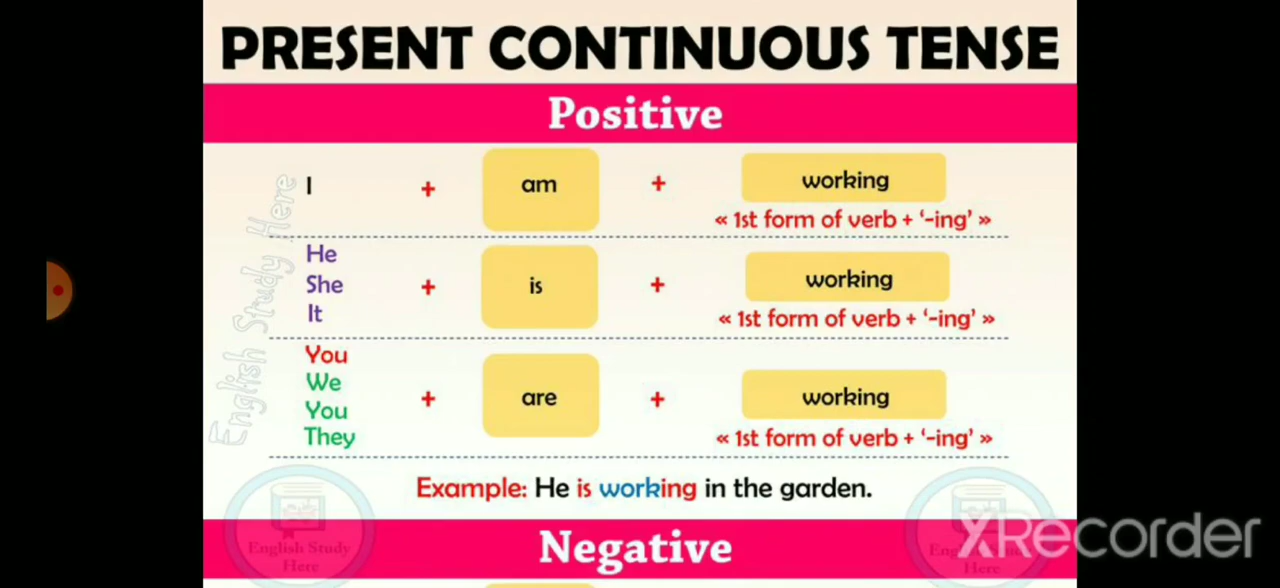 PRESENT CONTINUOUS TENSE
Positive
I + am + working
« 1st form of verb + ‘-ing’ »
He
She + is + working
It
« 1st form of verb + ‘-ing’ »
You
We
You + are + working
They
« 1st form of verb + ‘-ing’ »
Example: He is working in the garden.
Negative
English Study Here
English Study
Here
Here
XRecorder